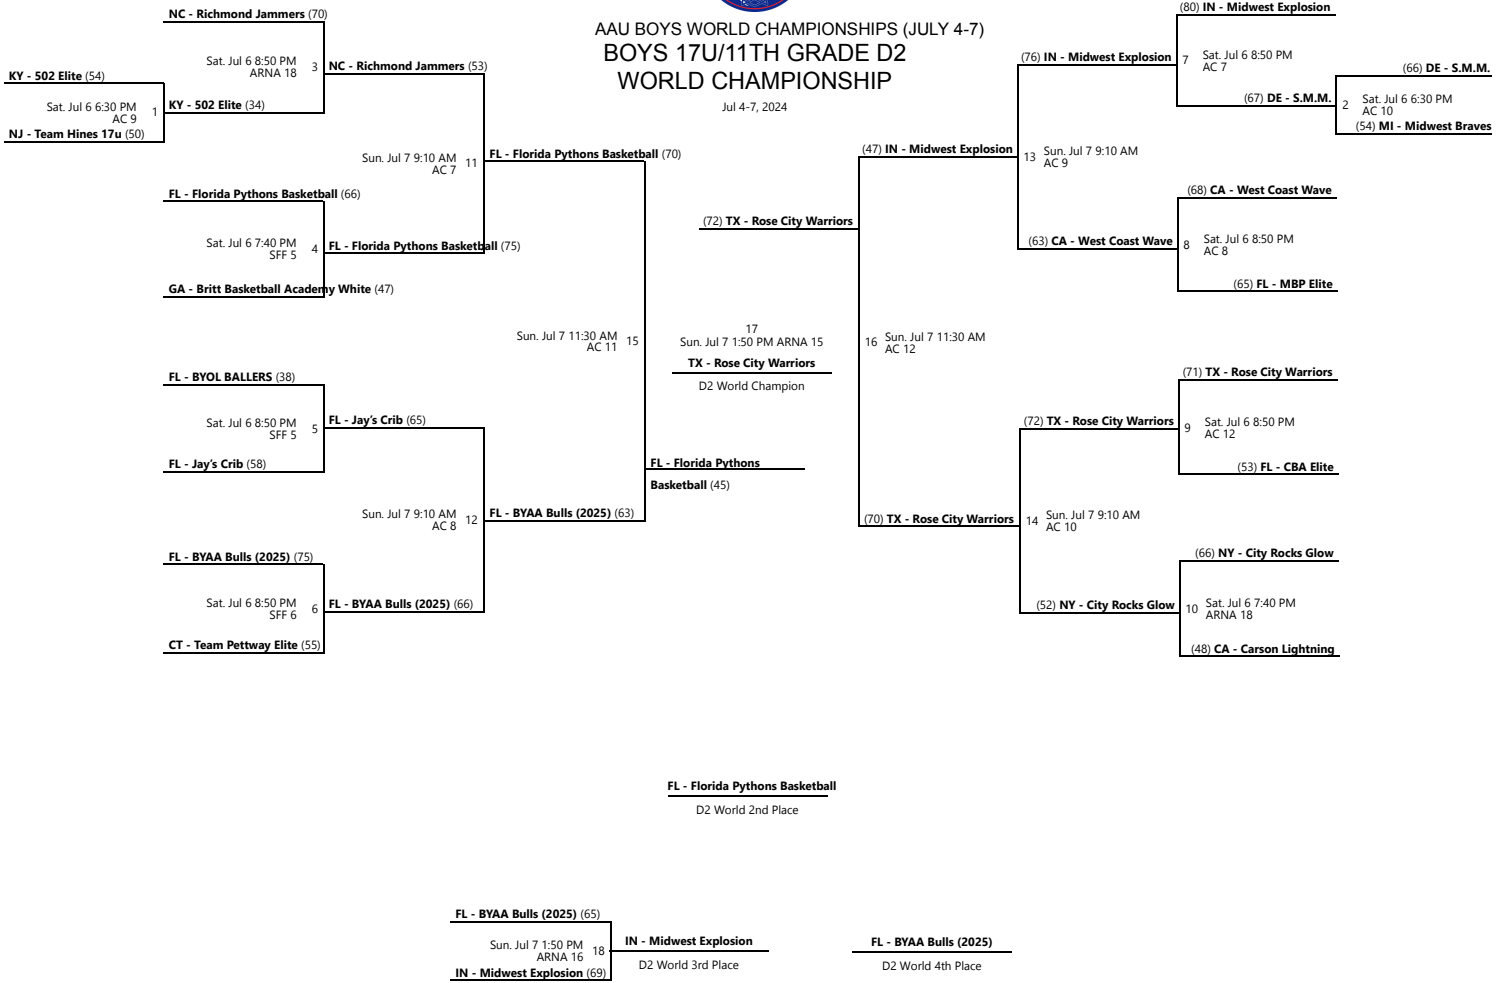 AAU BOYS WORLD CHAMPIONSHIPS (JULY 4-7)
BOYS 17U/11TH GRADE D2
WORLD CHAMPIONSHIP
Jul 4-7, 2024
KY - 502 Elite (54)
Sat. Jul 6 6:30 PM
AC 9
1
NJ - Team Hines 17u (50)
NC - Richmond Jammers (70)
Sat. Jul 6 8:50 PM
ARNA 18
3
KY - 502 Elite (34)
FL - Florida Pythons Basketball (66)
Sat. Jul 6 7:40 PM
SFF 5
4
GA - Britt Basketball Academy White (47)
FL - BYOL BALLERS (38)
Sat. Jul 6 8:50 PM
SFF 5
5
FL - Jay's Crib (58)
FL - BYAA Bulls (2025) (75)
Sat. Jul 6 8:50 PM
SFF 6
6
CT - Team Pettway Elite (55)
NC - Richmond Jammers (53)
Sun. Jul 7 9:10 AM
AC 7
11
FL - Florida Pythons Basketball (75)
FL - Jay's Crib (65)
Sun. Jul 7 9:10 AM
AC 8
12
FL - BYAA Bulls (2025) (66)
FL - Florida Pythons Basketball (70)
Sun. Jul 7 11:30 AM
AC 11
15
FL - BYAA Bulls (2025) (63)
(72) TX - Rose City Warriors
17
Sun. Jul 7 1:50 PM ARNA 15
TX - Rose City Warriors
D2 World Champion
FL - Florida Pythons
Basketball (45)
(47) IN - Midwest Explosion
16
Sun. Jul 7 11:30 AM
AC 12
(70) TX - Rose City Warriors
(76) IN - Midwest Explosion
13
Sun. Jul 7 9:10 AM
AC 9
(63) CA - West Coast Wave
(72) TX - Rose City Warriors
14
Sun. Jul 7 9:10 AM
AC 10
(52) NY - City Rocks Glow
(80) IN - Midwest Explosion
7
Sat. Jul 6 8:50 PM
AC 7
(67) DE - S.M.M.
(68) CA - West Coast Wave
8
Sat. Jul 6 8:50 PM
AC 8
(65) FL - MBP Elite
(71) TX - Rose City Warriors
9
Sat. Jul 6 8:50 PM
AC 12
(53) FL - CBA Elite
(66) NY - City Rocks Glow
10
Sat. Jul 6 7:40 PM
ARNA 18
(48) CA - Carson Lightning
(66) DE - S.M.M.
2
Sat. Jul 6 6:30 PM
AC 10
(54) MI - Midwest Braves
FL - Florida Pythons Basketball
D2 World 2nd Place
FL - BYAA Bulls (2025) (65)
Sun. Jul 7 1:50 PM
ARNA 16
18
IN - Midwest Explosion (69)
IN - Midwest Explosion
D2 World 3rd Place
FL - BYAA Bulls (2025)
D2 World 4th Place